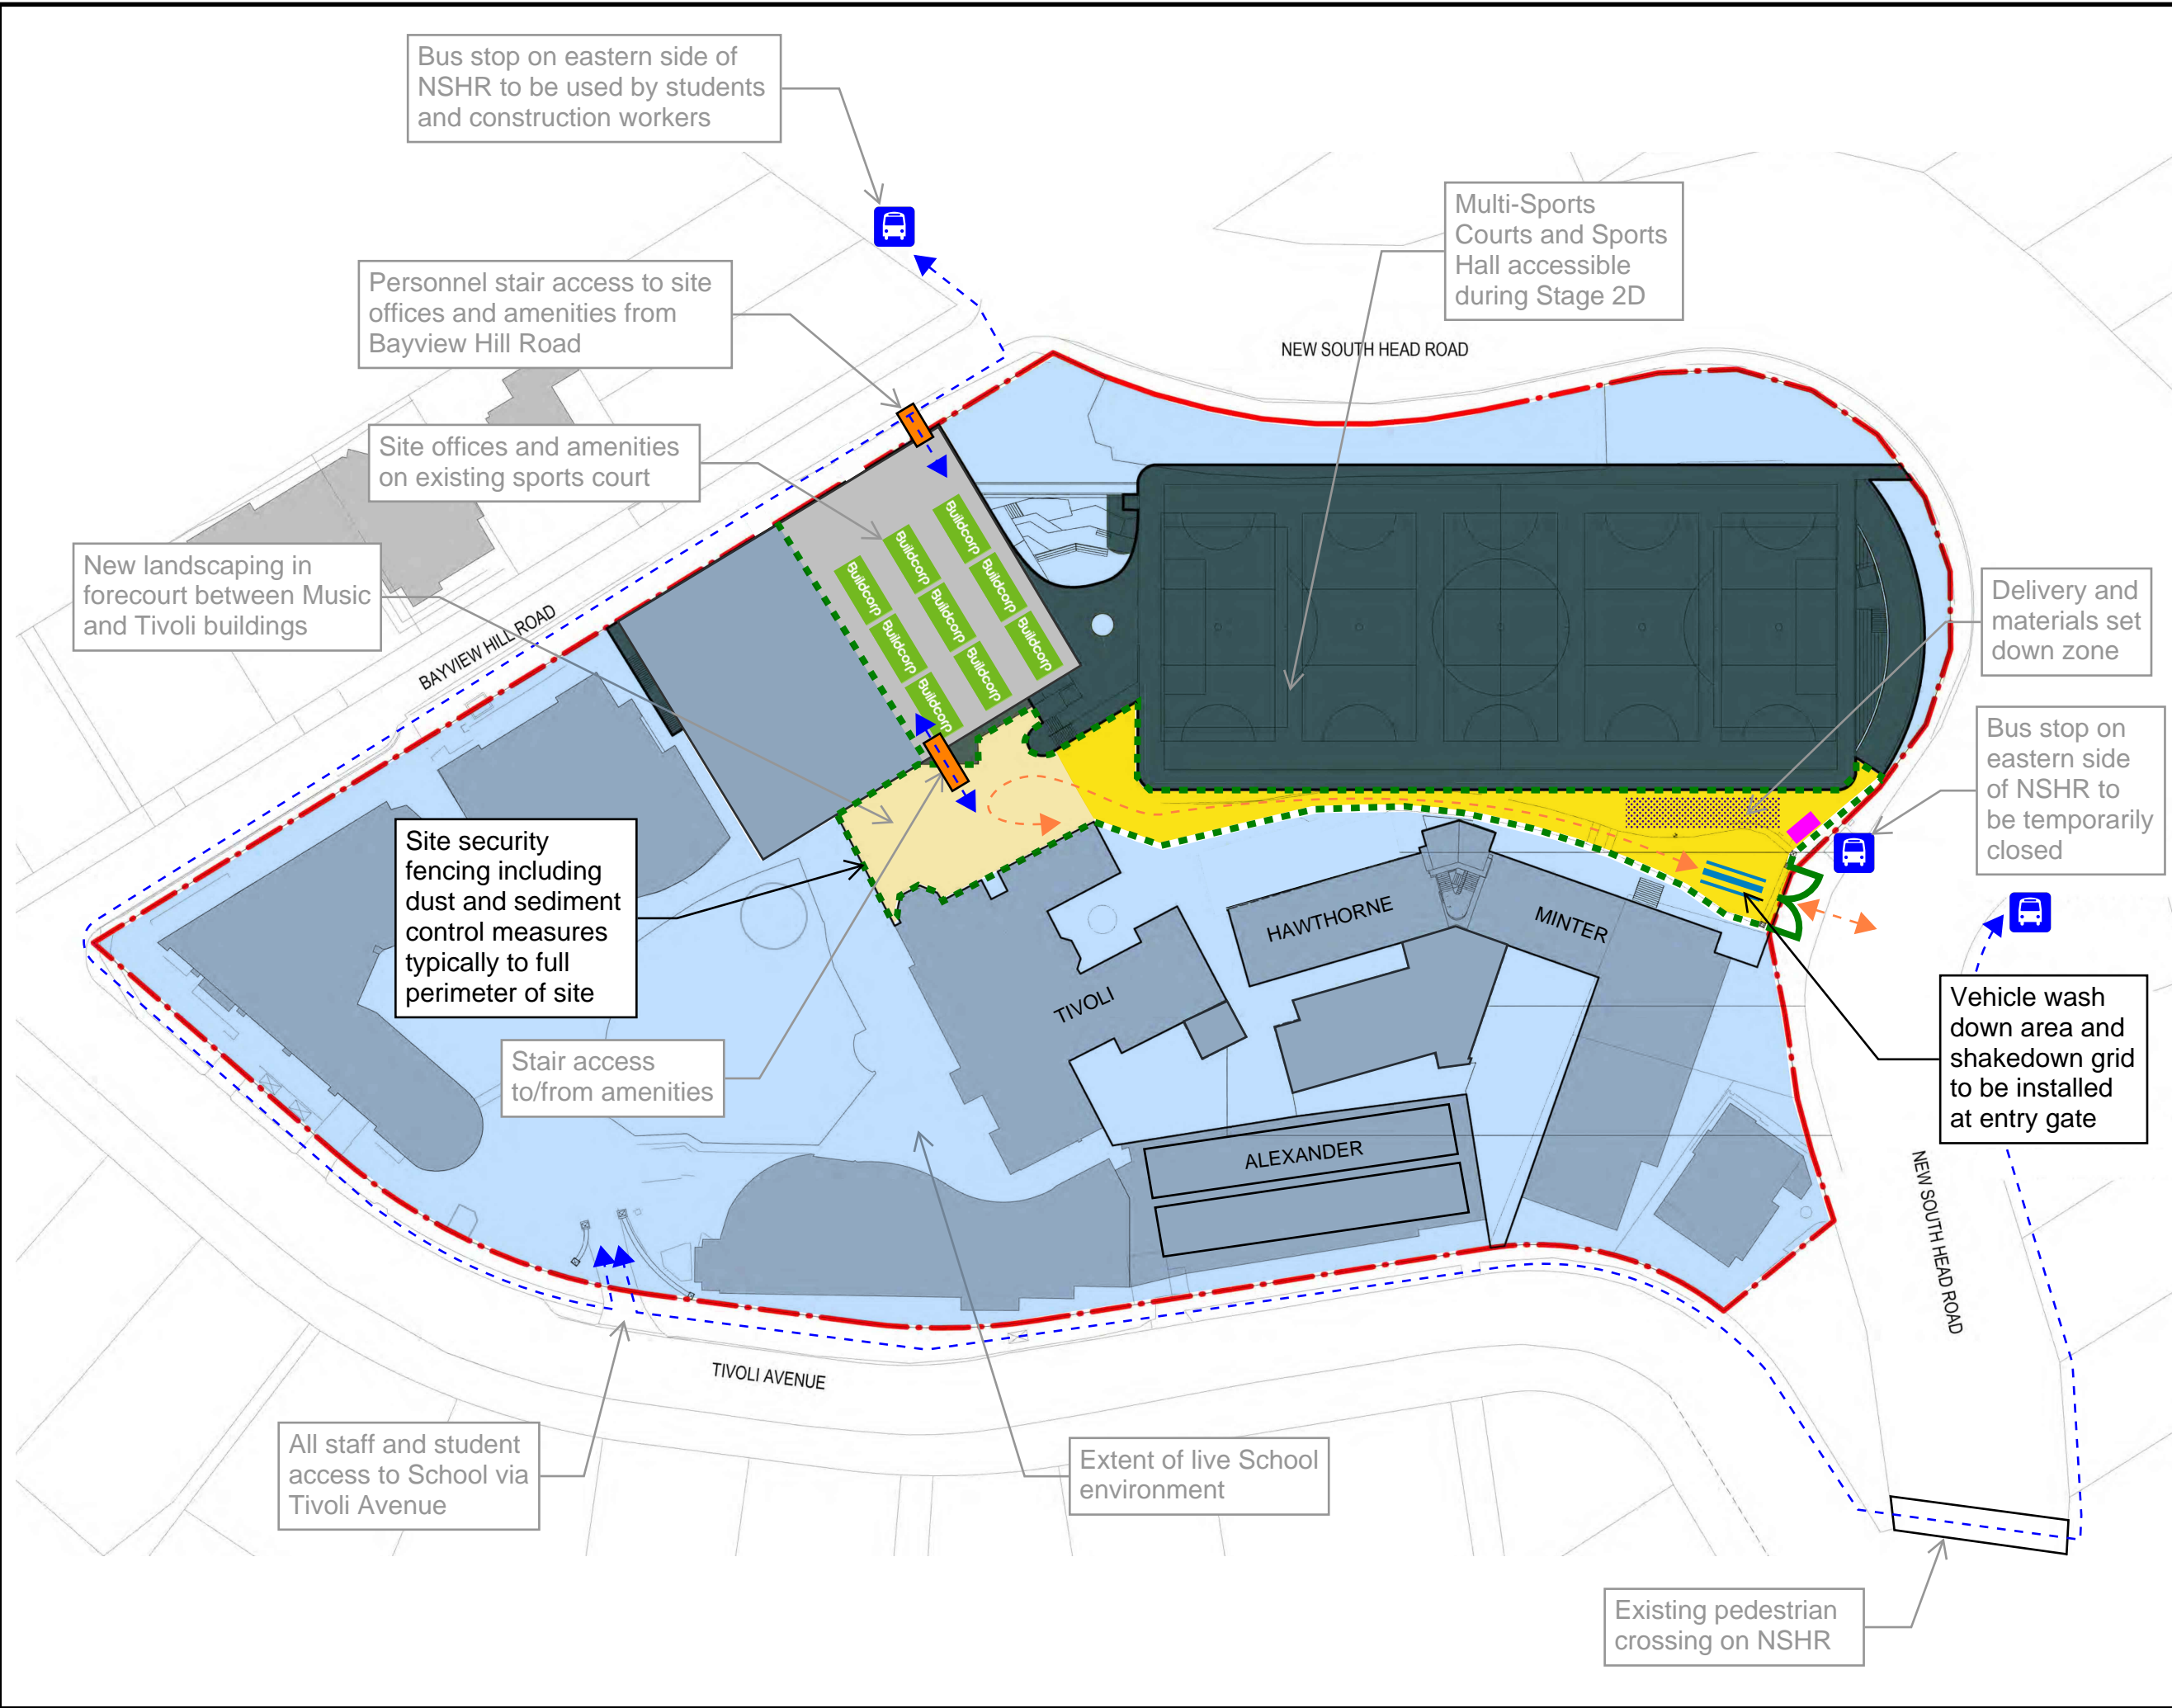 Bus stop on eastern side of
NSHR to be used by students
and construction workers
Multi-Sports
Courts and Sports
Hall accessible
during Stage 2D
Personnel stair access to site
offices and amenities from
Bayview Hill Road
NEW SOUTH HEAD ROAD
Site offices and amenities
on existing sports court
Buildcorp
Buildcorp
Buildcorp
Buildcorp
Buildcorp
Buildcorp
Buildcorp
Buildcorp
Buildcorp
New landscaping in
forecourt between Music
and Tivoli buildings
BAYVIEW HILL ROAD
Delivery and
materials set
down zone
Bus stop on
eastern side
of NSHR to
be temporarily
closed
Site security
fencing including
dust and sediment
control measures
typically to full
perimeter of site
HAWTHORNE
MINTER
TIVOLI
Vehicle wash
down area and
shakedown grid
to be installed
at entry gate
Stair access
to/from amenities
ALEXANDER
NEW SOUTH HEAD ROAD
TIVOLI AVENUE
All staff and student
access to School via
Tivoli Avenue
Extent of live School
environment
Existing pedestrian
crossing on NSHR